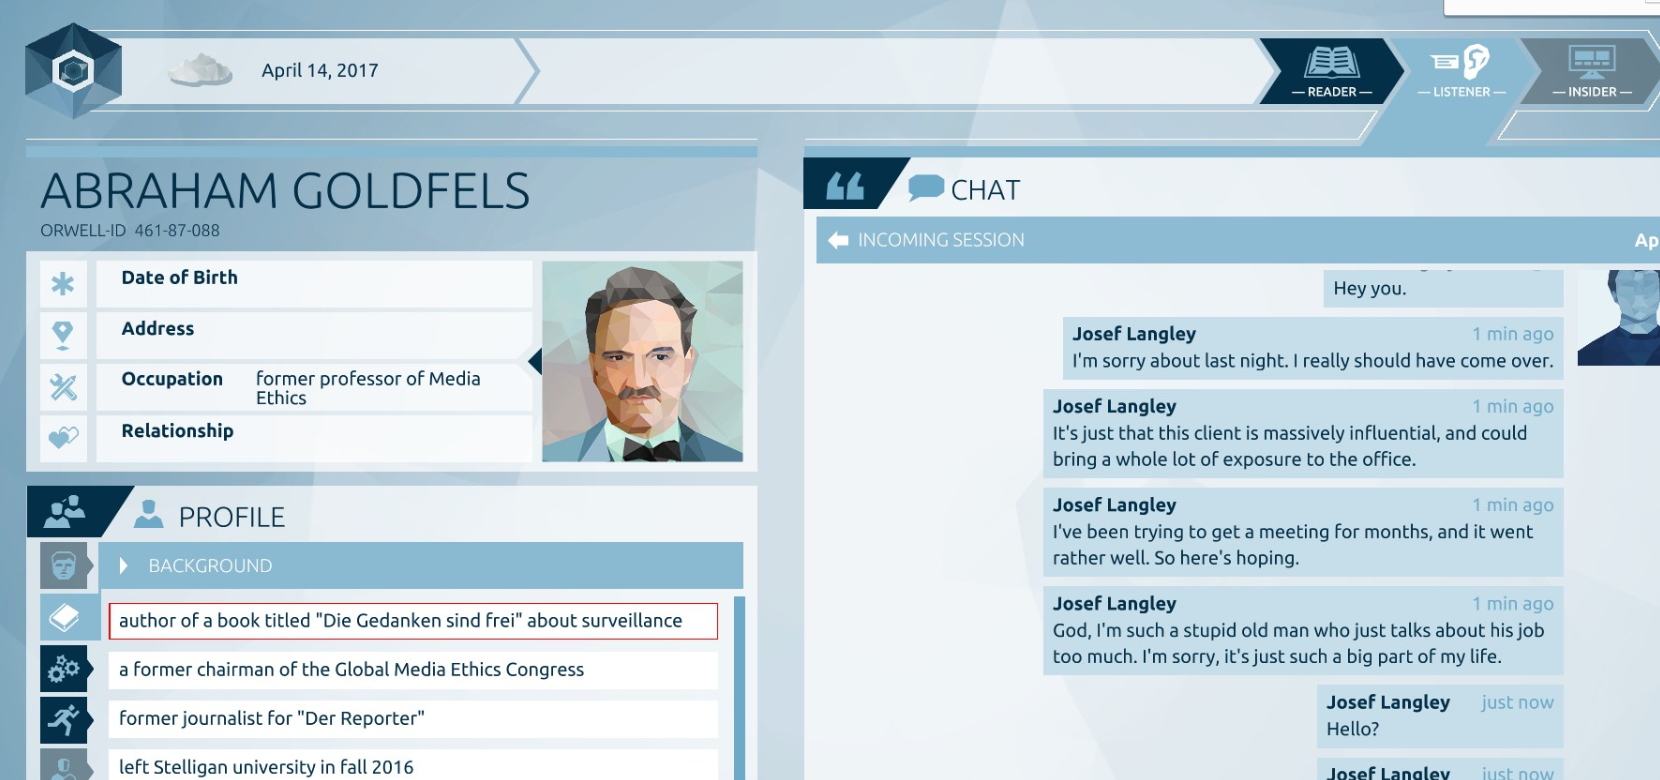 April 14, 2017
— READER —
— LISTENER —
— INSIDER —
ABRAHAM GOLDFELS
ORWELL-ID 461-87-088
Date of Birth
Address
Occupation former professor of Media
Ethics
Relationship
PROFILE
BACKGROUND
author of a book titled "Die Gedanken sind frei" about surveillance
a former chairman of the Global Media Ethics Congress
former journalist for "Der Reporter"
left Stelligan university in fall 2016
CHAT
INCOMING SESSION
Ap
Hey you.
Josef Langley 1 min ago
I'm sorry about last night. I really should have come over.
Josef Langley 1 min ago
It's just that this client is massively influential, and could
bring a whole lot of exposure to the office.
Josef Langley 1 min ago
I've been trying to get a meeting for months, and it went
rather well. So here's hoping.
Josef Langley 1 min ago
God, I'm such a stupid old man who just talks about his job
too much. I'm sorry, it's just such a big part of my life.
Josef Langley just now
Hello?
Josef Langley just now